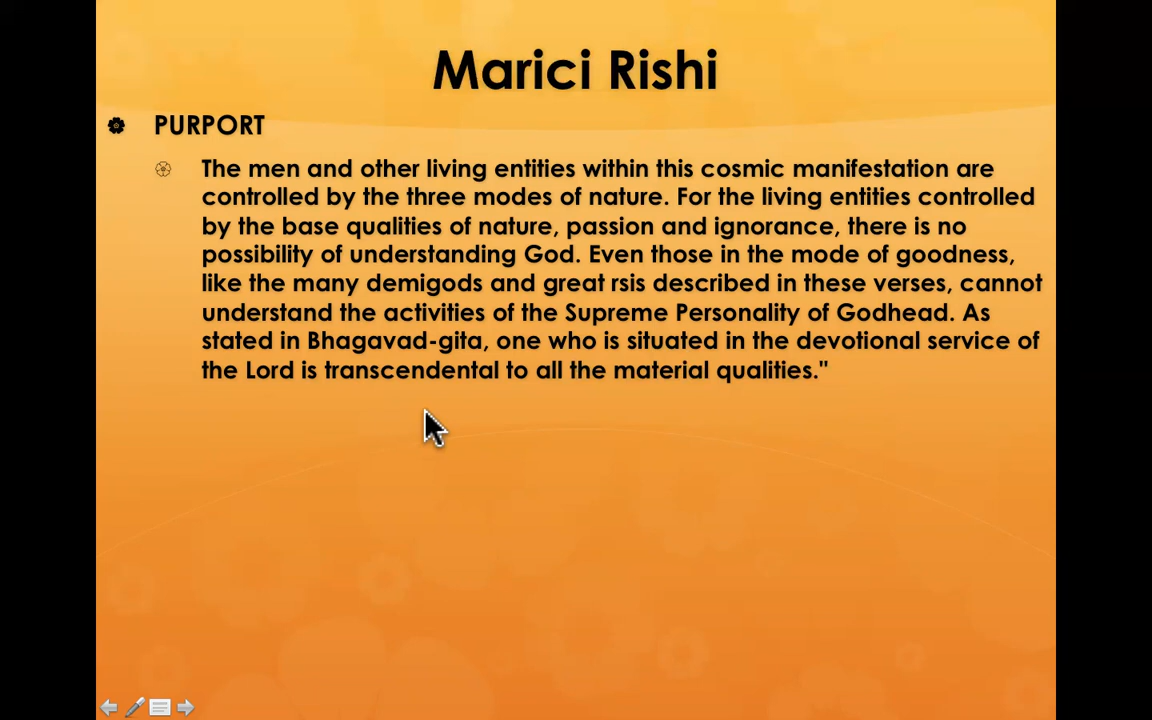 Marici Rishi
PURPORT
The men and other living entities within this cosmic manifestation are
controlled by the three modes of nature. For the living entities controlled
by the base qualities of nature, passion and ignorance, there is no
possibility of understanding God. Even those in the mode of goodness,
like the many demigods and great rsis described in these verses, cannot
understand the activities of the Supreme Personality of Godhead. As
stated in Bhagavad-gita, one who is situated in the devotional service of
the Lord is transcendental to all the material qualities."